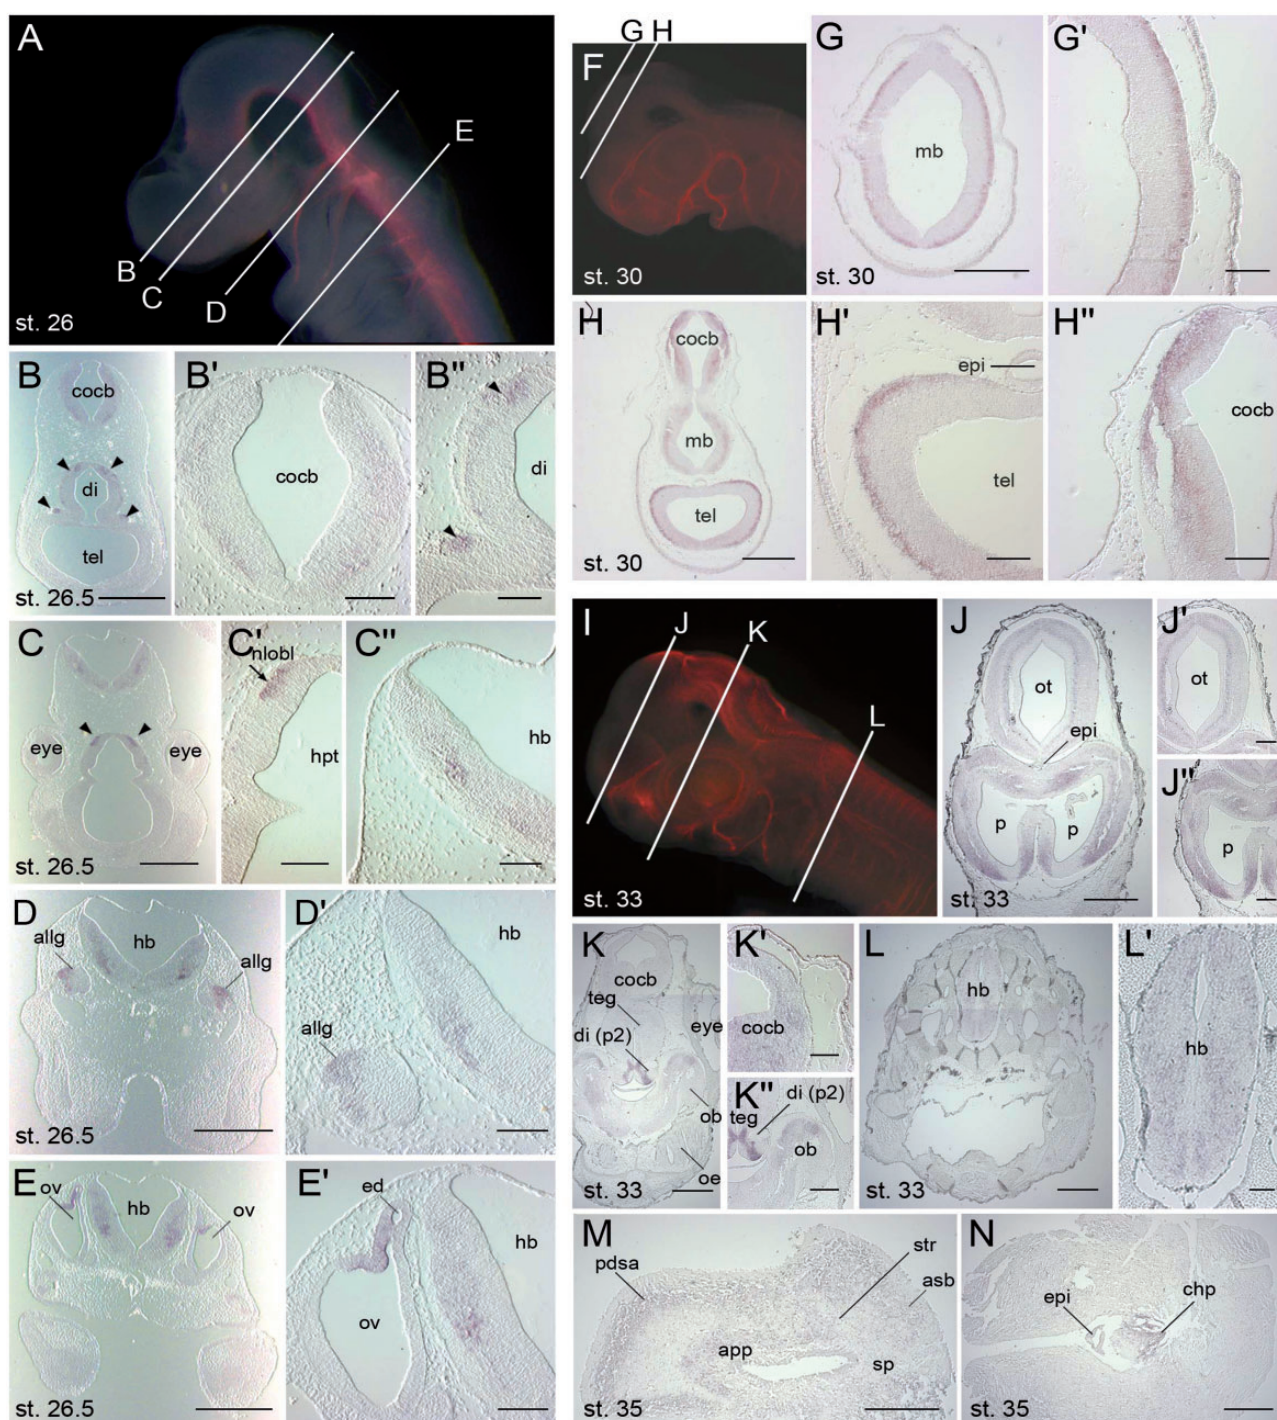 A
B
C
D
E
st. 26
B
cocb
di
tel
st. 26.5
B'
cocb
B"
di
C
eye
eye
st. 26.5
C'
nlobl
hpt
C"
hb
D
allg
hb
allg
st. 26.5
D'
hb
allg
E
ov
hb
ov
st. 26.5
E'
ed
hb
ov
G H
F
st. 30
G
mb
st. 30
G'
H
cocb
mb
tel
st. 30
H'
epi
tel
H"
cocb
I
J
K
L
st. 33
J
ot
epi
p
p
st. 33
J'
ot
J"
p
K
cocb
teg
eye
di (p2)
ob
oe
st. 33
K'
cocb
K"
di (p2)
teg
ob
L
hb
st. 33
L'
hb
M
pdsa
str
asb
app
sp
st. 35
N
epi
chp
st. 35